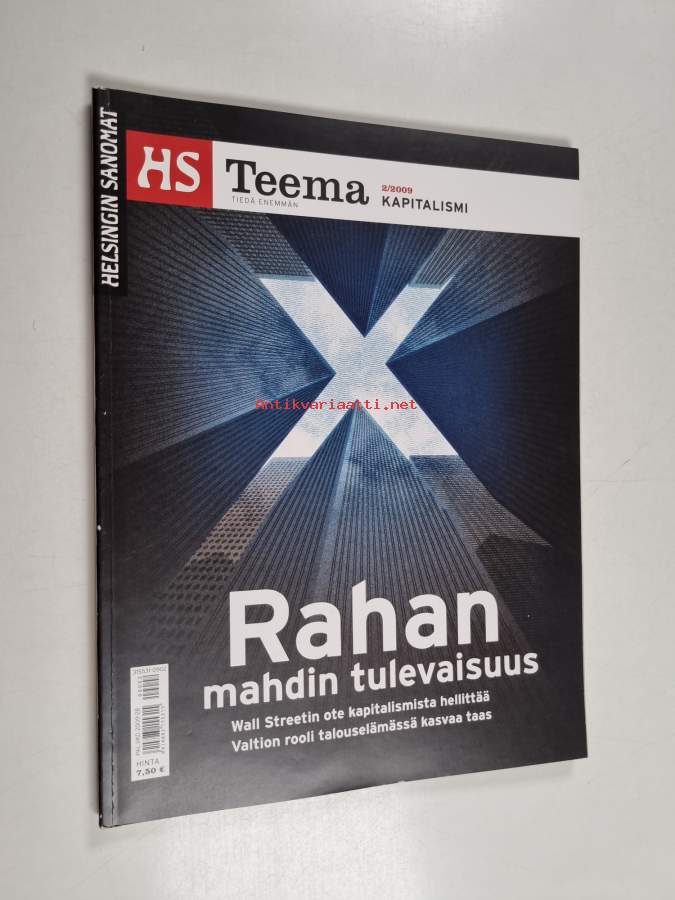 HELSINGIN SANOMAT
HS Teema
TIEDÄ ENEMMÄN
2/2009
KAPITALISMI
Antikvariaatti.net
Rahan
mahdin tulevaisuus
Wall Streetin ote kapitalismista hellittää
Valtion rooli talouselämässä kasvaa taas
HINTA
7,50 €